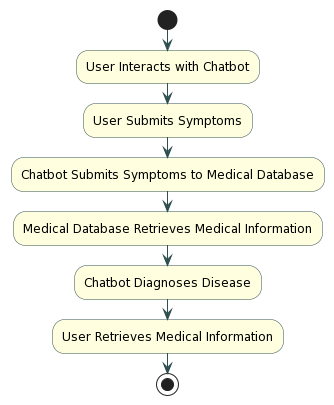 User Interacts with Chatbot
User Submits Symptoms
Chatbot Submits Symptoms to Medical Database
Medical Database Retrieves Medical Information
Chatbot Diagnoses Disease
User Retrieves Medical Information